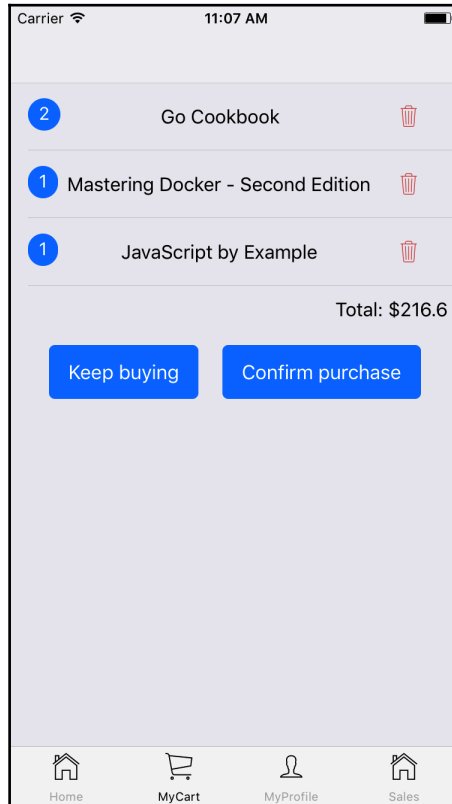 Carrier 11:07 AM
2 Go Cookbook
1 Mastering Docker - Second Edition
1 JavaScript by Example
Total: $216.6
Keep buying Confirm purchase
Home MyCart MyProfile Sales